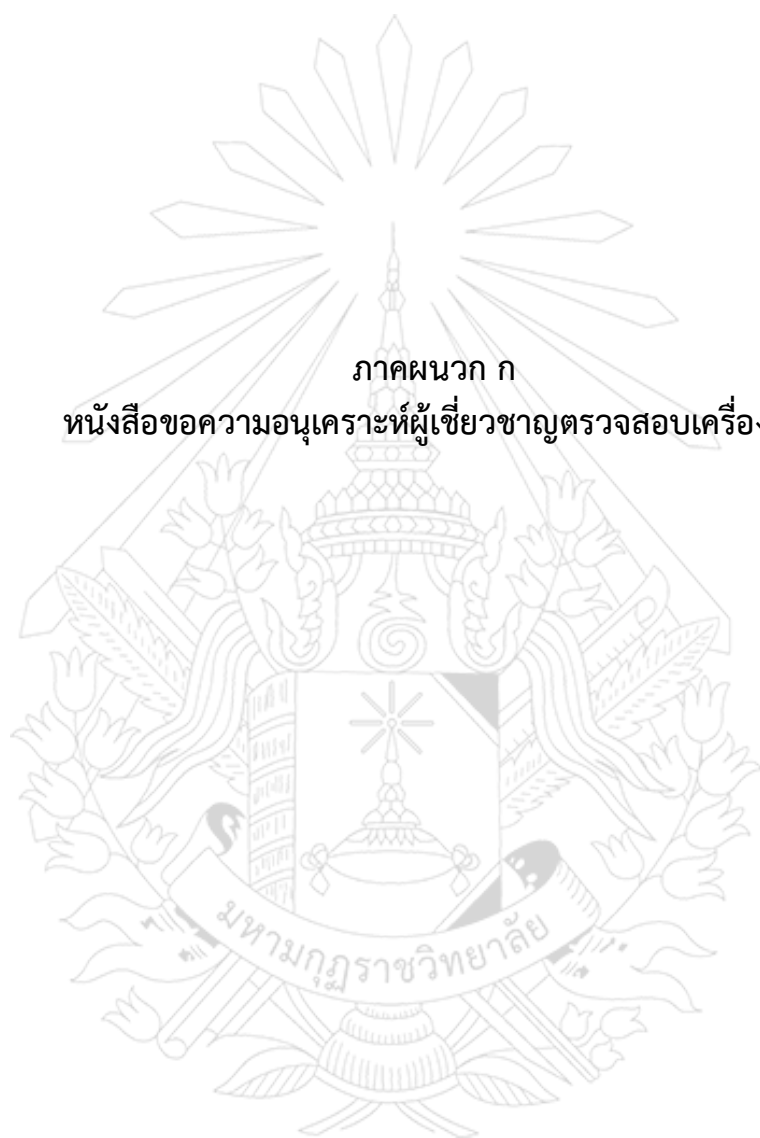 ภาคผนวก ก
หนังสือขอความอนุเคราะห์ผู้เชี่ยวชาญตรวจสอบเครื่อง
มหามกุฏราชวิทยาลัย